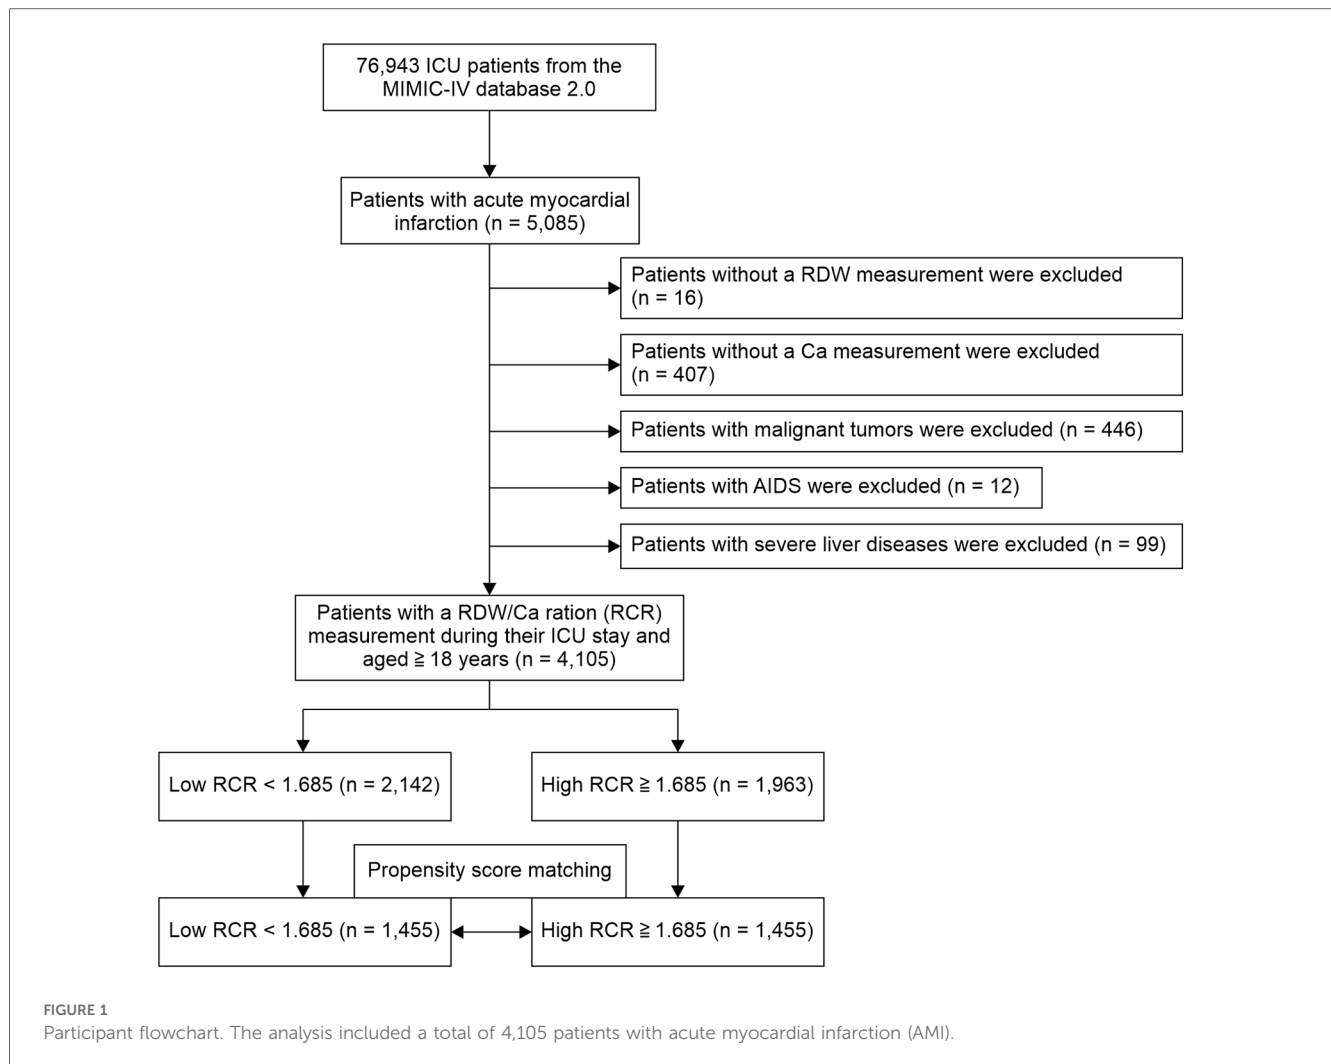 76,943 ICU patients from the
MIMIC-IV database 2.0
Patients with acute myocardial
infarction (n = 5,085)
Patients without a RDW measurement were excluded
(n = 16)
Patients without a Ca measurement were excluded
(n = 407)
Patients with malignant tumors were excluded (n = 446)
Patients with AIDS were excluded (n = 12)
Patients with severe liver diseases were excluded (n = 99)
Patients with a RDW/Ca ration (RCR)
measurement during their ICU stay and
aged ≧ 18 years (n = 4,105)
Low RCR < 1.685 (n = 2,142)
High RCR ≧ 1.685 (n = 1,963)
Propensity score matching
Low RCR < 1.685 (n = 1,455)
High RCR ≧ 1.685 (n = 1,455)
FIGURE 1
Participant flowchart. The analysis included a total of 4,105 patients with acute myocardial infarction (AMI).